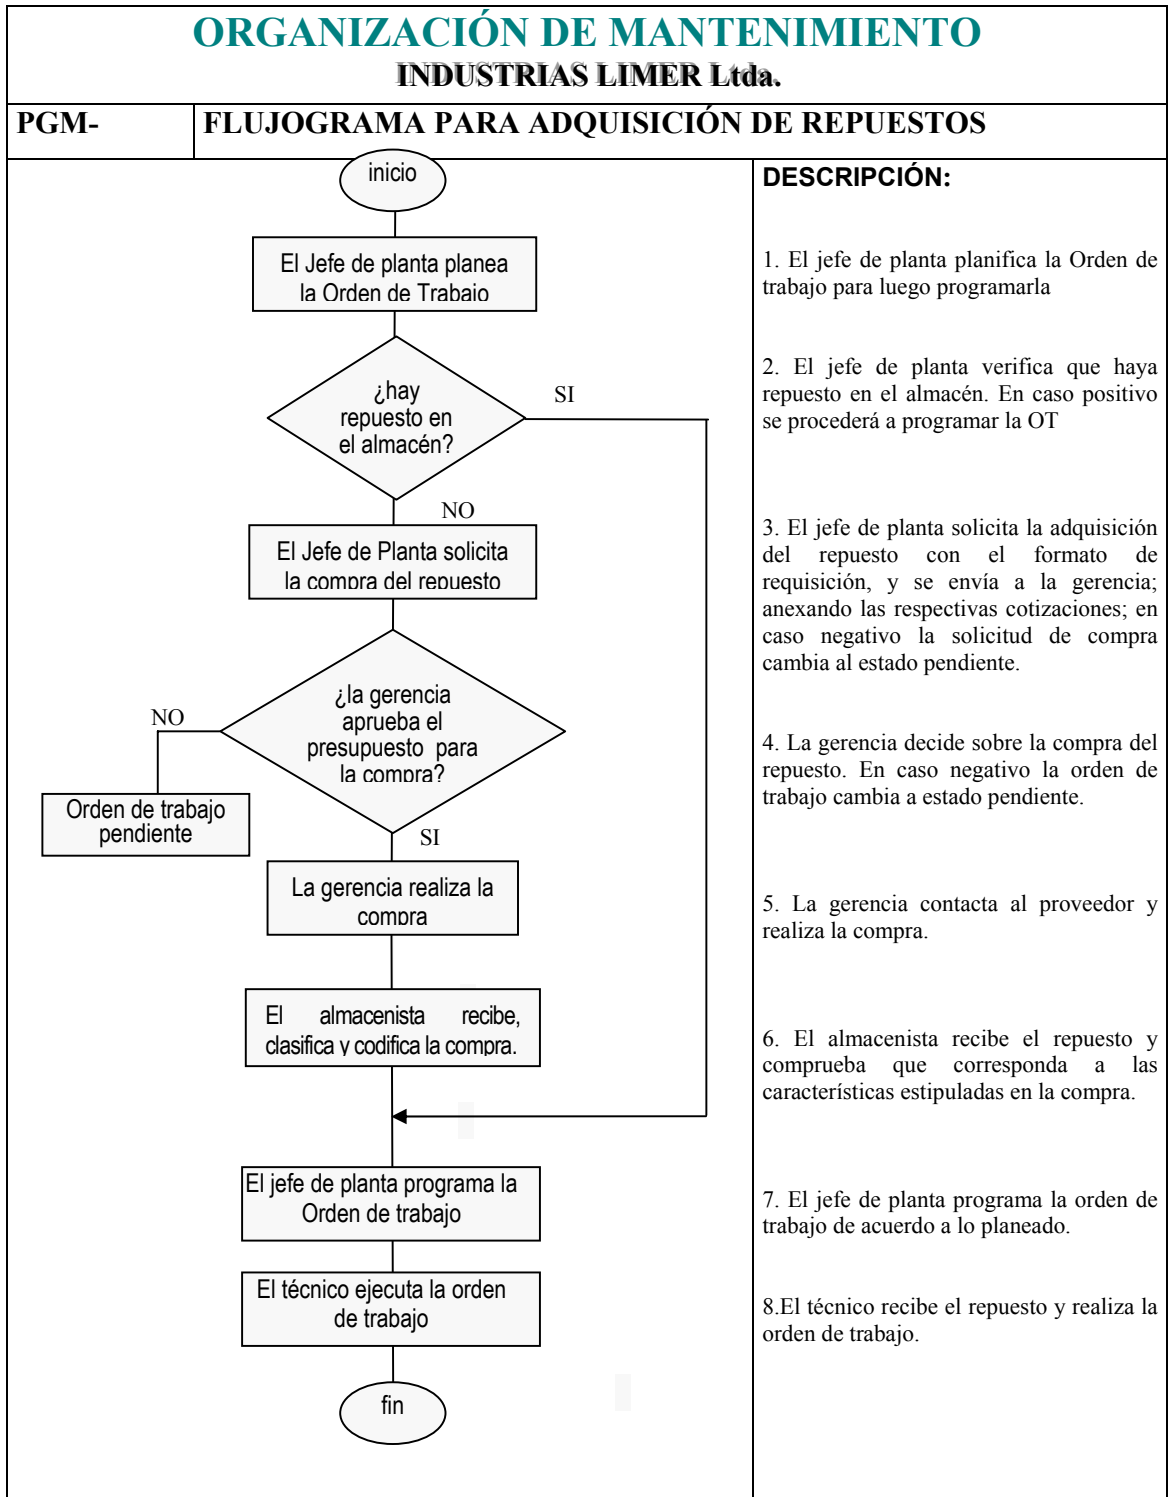 ORGANIZACIÓN DE MANTENIMIENTO
INDUSTRIAS LIMER Ltda.
PGM-
FLUJOGRAMA PARA ADQUISICIÓN DE REPUESTOS
inicio
El Jefe de planta planea
la Orden de Trabajo
¿hay
repuesto en
el almacén?
SI
NO
El Jefe de Planta solicita
la compra del repuesto
¿la gerencia
aprueba el
presupuesto para
la compra?
NO
Orden de trabajo
pendiente
SI
La gerencia realiza la
compra
El almacenista recibe,
clasifica y codifica la compra.
El jefe de planta programa la
Orden de trabajo
El técnico ejecuta la orden
de trabajo
fin
DESCRIPCIÓN:
1. El jefe de planta planifica la Orden de
trabajo para luego programarla
2. El jefe de planta verifica que haya
repuesto en el almacén. En caso positivo
se procederá a programar la OT
3. El jefe de planta solicita la adquisición
del repuesto con el formato de
requisición, y se envía a la gerencia;
anexando las respectivas cotizaciones; en
caso negativo la solicitud de compra
cambia al estado pendiente.
4. La gerencia decide sobre la compra del
repuesto. En caso negativo la orden de
trabajo cambia a estado pendiente.
5. La gerencia contacta al proveedor y
realiza la compra.
6. El almacenista recibe el repuesto y
comprueba que corresponda a las
características estipuladas en la compra.
7. El jefe de planta programa la orden de
trabajo de acuerdo a lo planeado.
8.El técnico recibe el repuesto y realiza la
orden de trabajo.